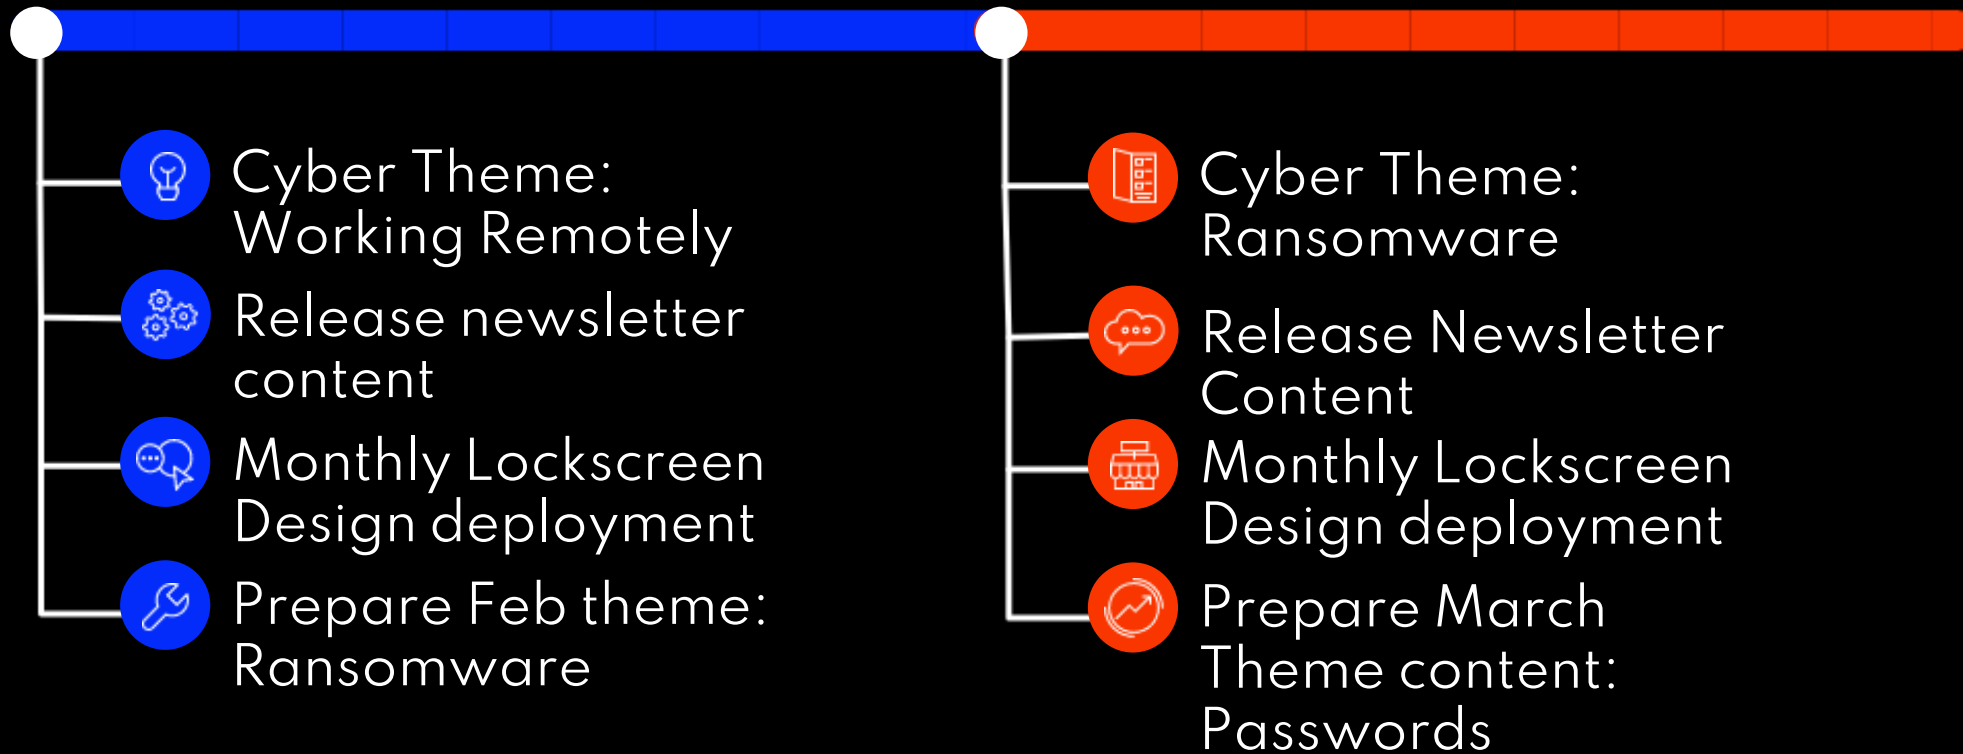 Cyber Theme:
Working Remotely
Release newsletter
content
Monthly Lockscreen
Design deployment
Prepare Feb theme:
Ransomware
Cyber Theme:
Ransomware
Release Newsletter
Content
Monthly Lockscreen
Design deployment
Prepare March
Theme content:
Passwords